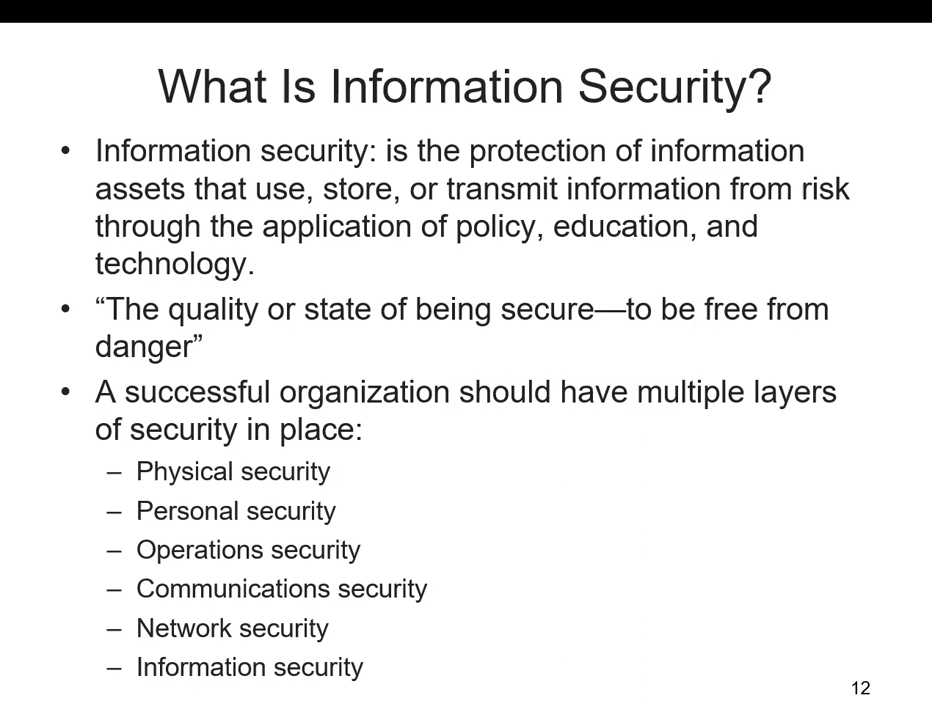 What Is Information Security?
• Information security: is the protection of information
assets that use, store, or transmit information from risk
through the application of policy, education, and
technology.
• “The quality or state of being secure—to be free from
danger”
• A successful organization should have multiple layers
of security in place:
– Physical security
– Personal security
– Operations security
– Communications security
– Network security
– Information security
12